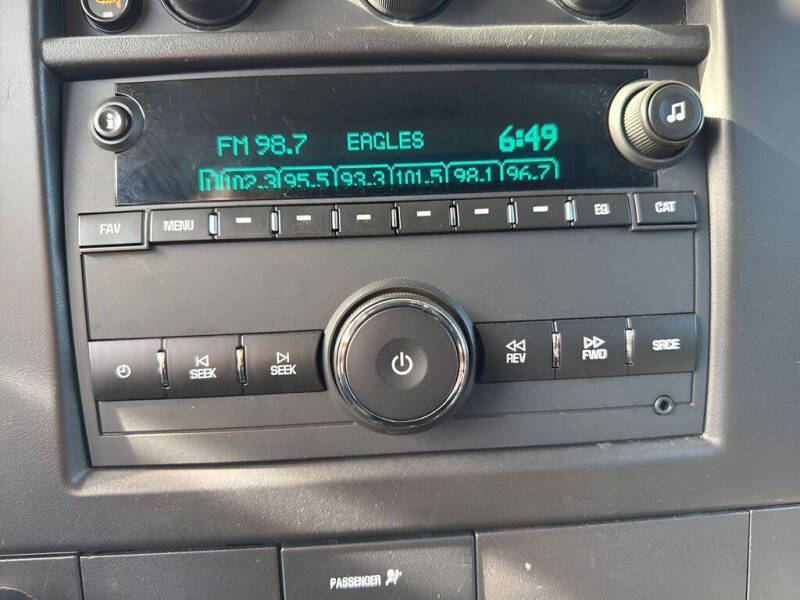 FM 98.7 EAGLES 6:49
1 102.3 95.5 93.3 101.5 98.1 96.7
FAV MENU EQ CAT
SEEK SEEK REV FWD SRCE
PASSENGER